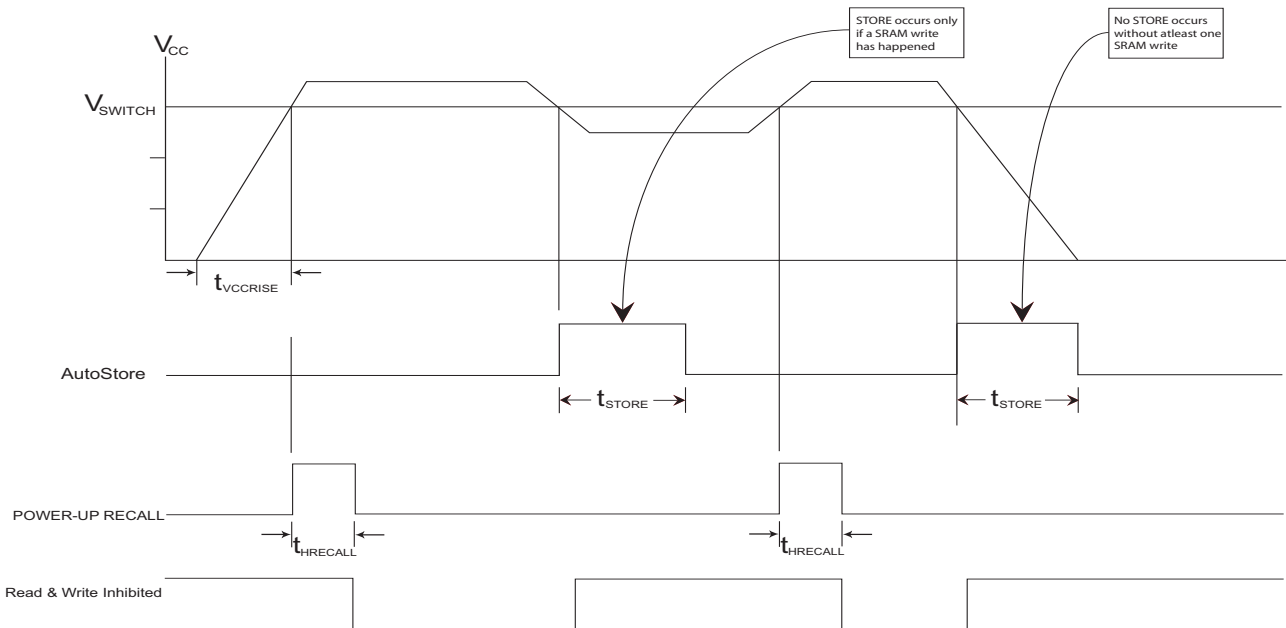 STORE occurs only
if a SRAM write
has happened
No STORE occurs
without atleast one
SRAM write
VCC
VSWITCH
tVCCRISE
AutoStore
tSTORE
tSTORE
POWER-UP RECALL
tHRECALL
tHRECALL
Read & Write Inhibited